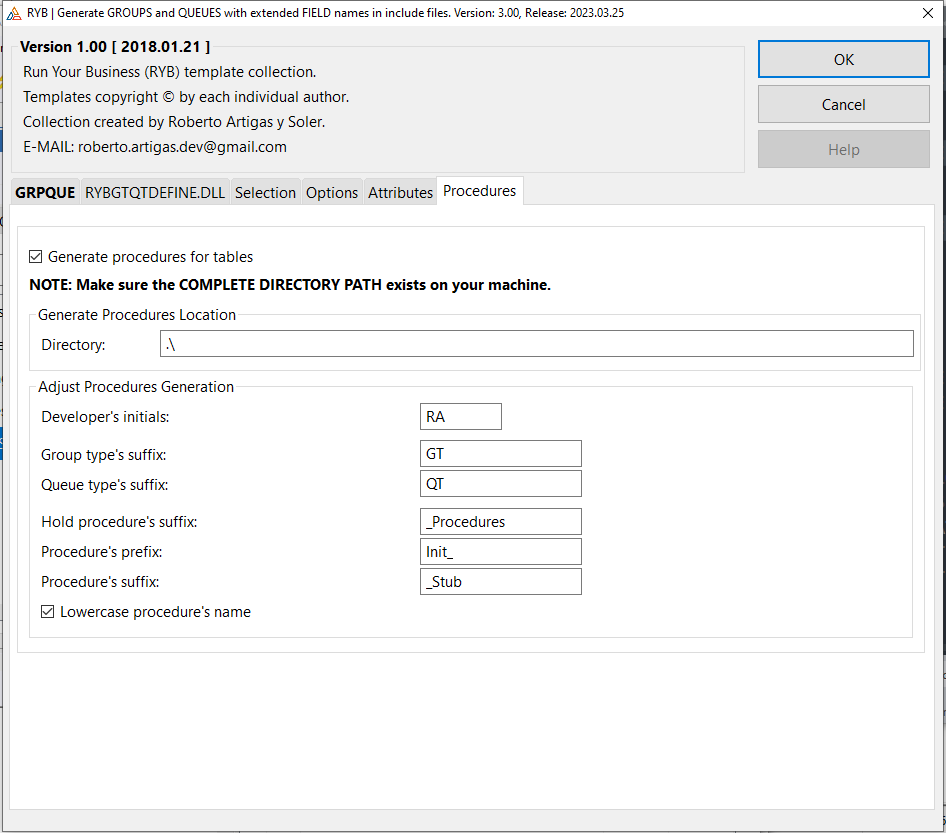 RYB | Generate GROUPS and QUEUES with extended FIELD names in include files. Version: 3.00, Release: 2023.03.25
Version 1.00 [ 2018.01.21 ]
Run Your Business (RYB) template collection.
Templates copyright © by each individual author.
Collection created by Roberto Artigas y Soler.
E-MAIL: roberto.artigas.dev@gmail.com
OK
Cancel
Help
GRPQUE RYBGTQTDEFINE.DLL Selection Options Attributes Procedures
Generate procedures for tables
NOTE: Make sure the COMPLETE DIRECTORY PATH exists on your machine.
Generate Procedures Location
Directory: .\
Adjust Procedures Generation
Developer's initials: RA
Group type's suffix: GT
Queue type's suffix: QT
Hold procedure's suffix: _Procedures
Procedure's prefix: Init_
Procedure's suffix: _Stub
Lowercase procedure's name